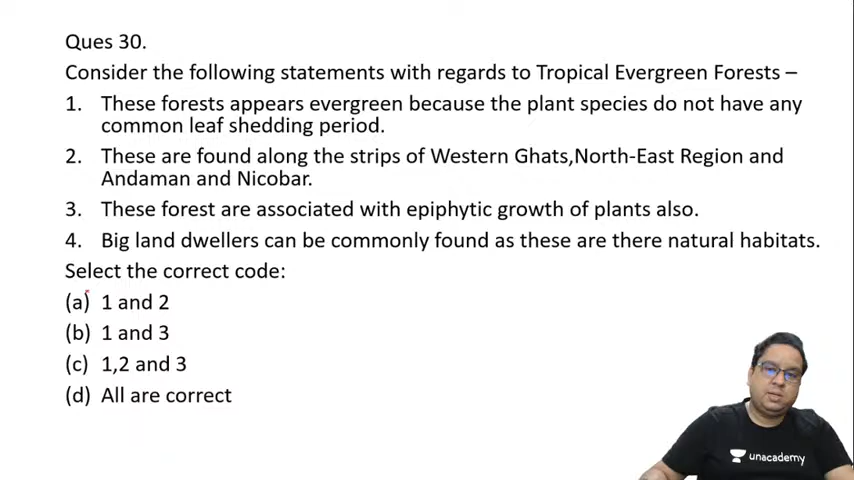 Ques 30.
Consider the following statements with regards to Tropical Evergreen Forests –
1. These forests appears evergreen because the plant species do not have any
common leaf shedding period.
2. These are found along the strips of Western Ghats,North-East Region and
Andaman and Nicobar.
3. These forest are associated with epiphytic growth of plants also.
4. Big land dwellers can be commonly found as these are there natural habitats.
Select the correct code:
(a) 1 and 2
(b) 1 and 3
(c) 1,2 and 3
(d) All are correct
unacademy